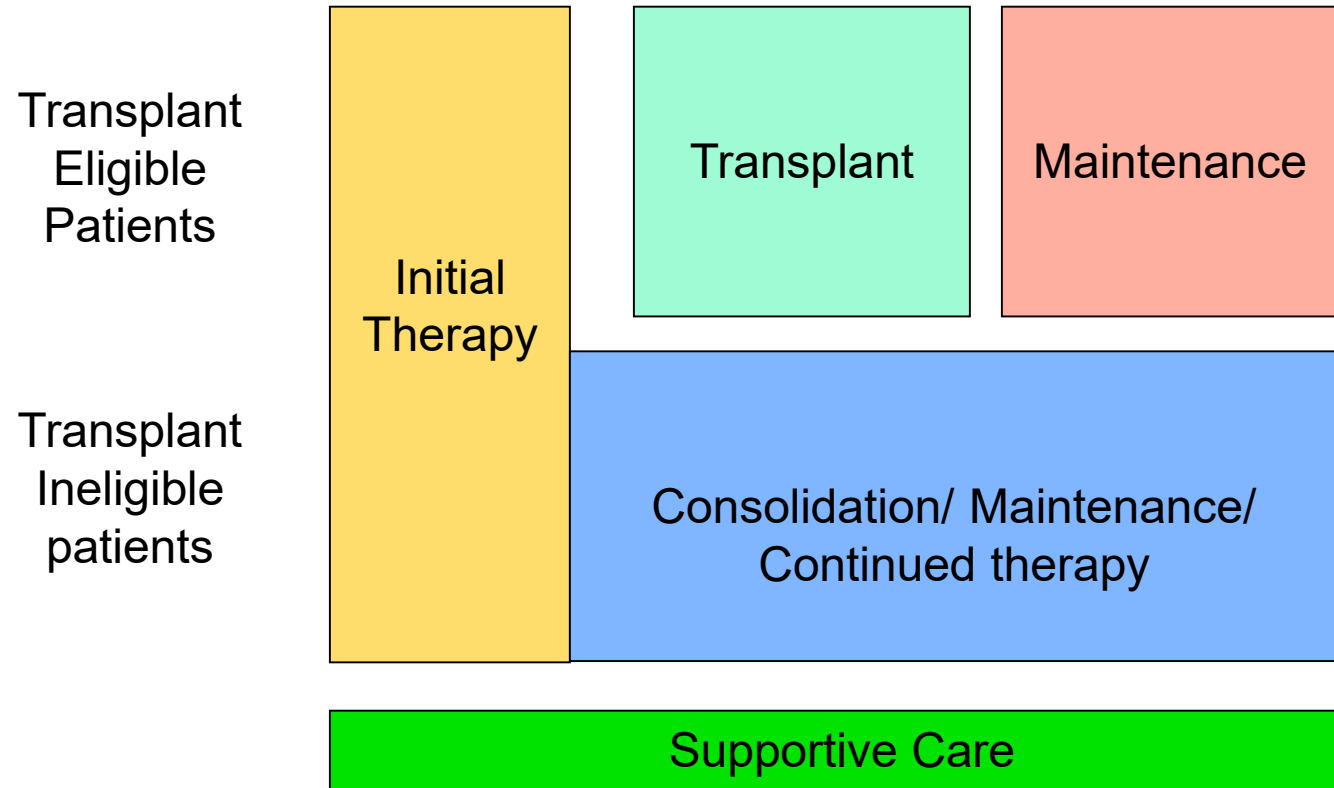 Transplant
Eligible
Patients
Initial
Therapy
Transplant
Maintenance
Transplant
Ineligible
patients
Consolidation/ Maintenance/
Continued therapy
Supportive Care